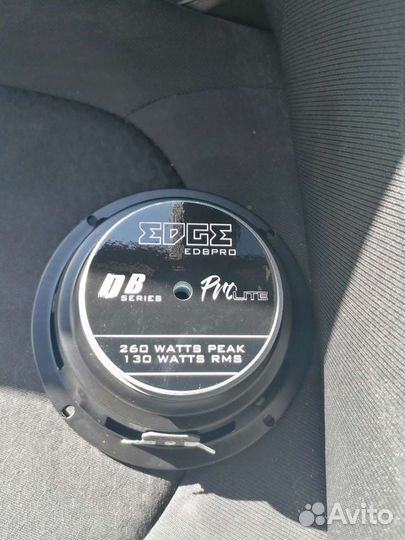 EDGE
EDBPRO
DB
SERIES
Pro
LITE
260 WATTS PEAK
130 WATTS RMS
Avito